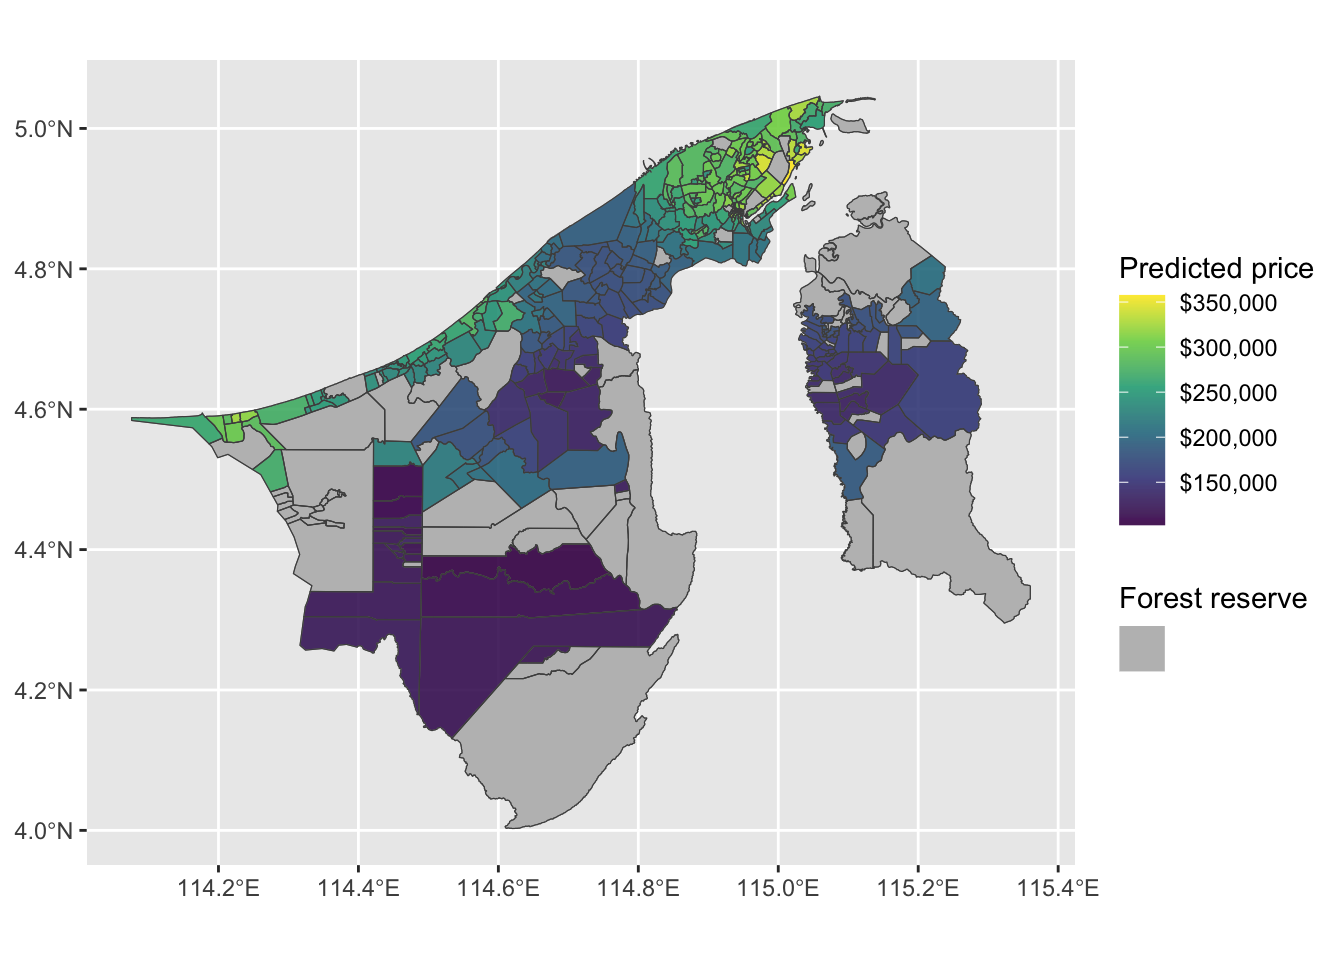 5.0°N
4.8°N
4.6°N
4.4°N
4.2°N
4.0°N
114.2°E
114.4°E
114.6°E
114.8°E
115.0°E
115.2°E
115.4°E
Predicted price
$350,000
$300,000
$250,000
$200,000
$150,000
Forest reserve